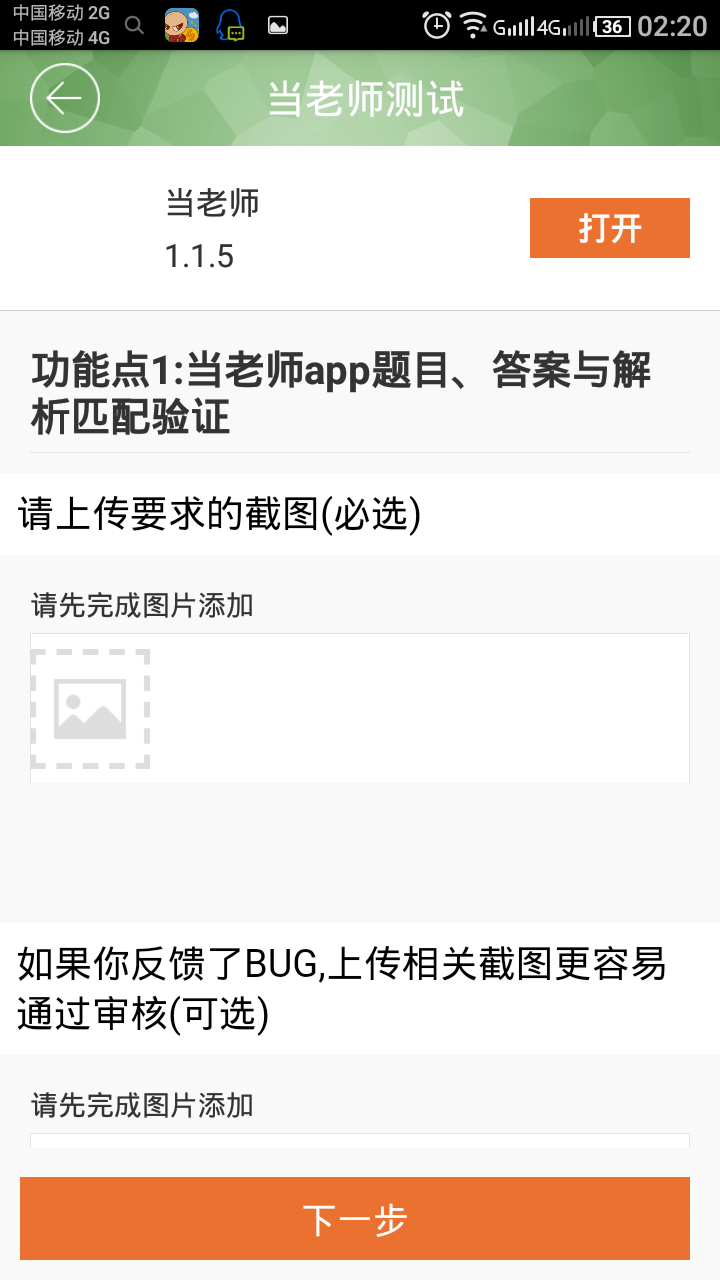 中国移动 2G
中国移动 4G
G 4G 36 02:20
当老师测试
当老师
1.1.5
打开
功能点1:当老师app题目、答案与解
析匹配验证
请上传要求的截图(必选)
请先完成图片添加
如果你反馈了BUG,上传相关截图更容易
通过审核(可选)
请先完成图片添加
下一步